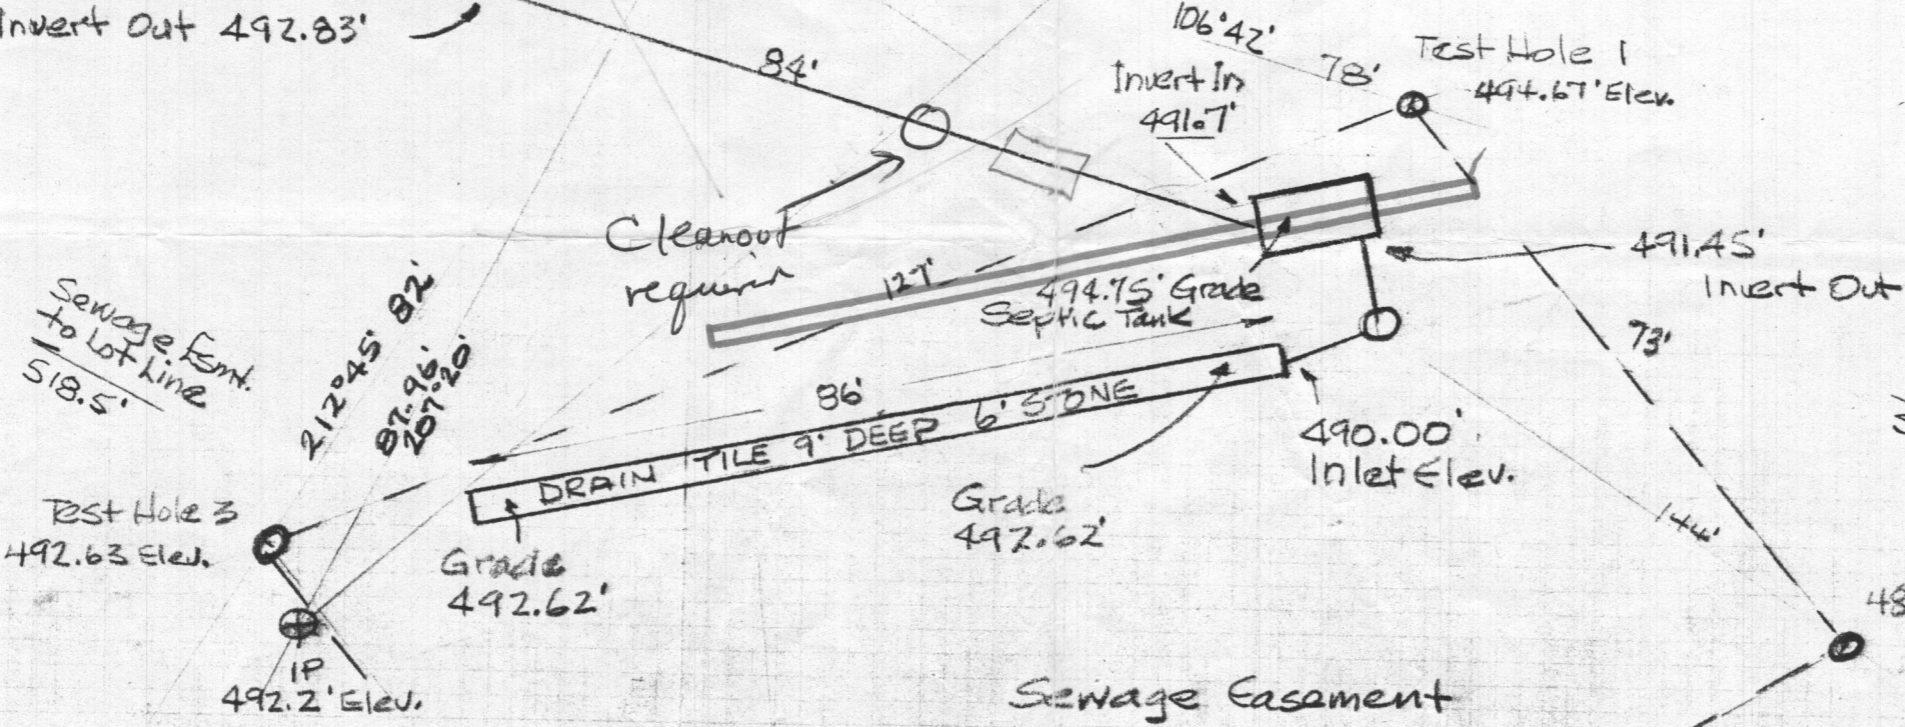 Invert Out 492.83'
84'
106°42'
78'
Test Hole 1
494.67' Elev.
Invert In
491.7'
Cleanout
127'
494.75' Grade
Septic Tank
491.45'
Invert Out
73'
Sewage Esmt.
to Lot Line
518.5'
212°45' 82'
87.96'
207°20'
86'
DRAIN TILE 9' DEEP 6' STONE
490.00'
Inlet Elev.
Grade
492.62'
144'
Test Hole 3
492.63 Elev.
Grade
492.62'
48
IP
492.2' Elev.
Sewage Easement